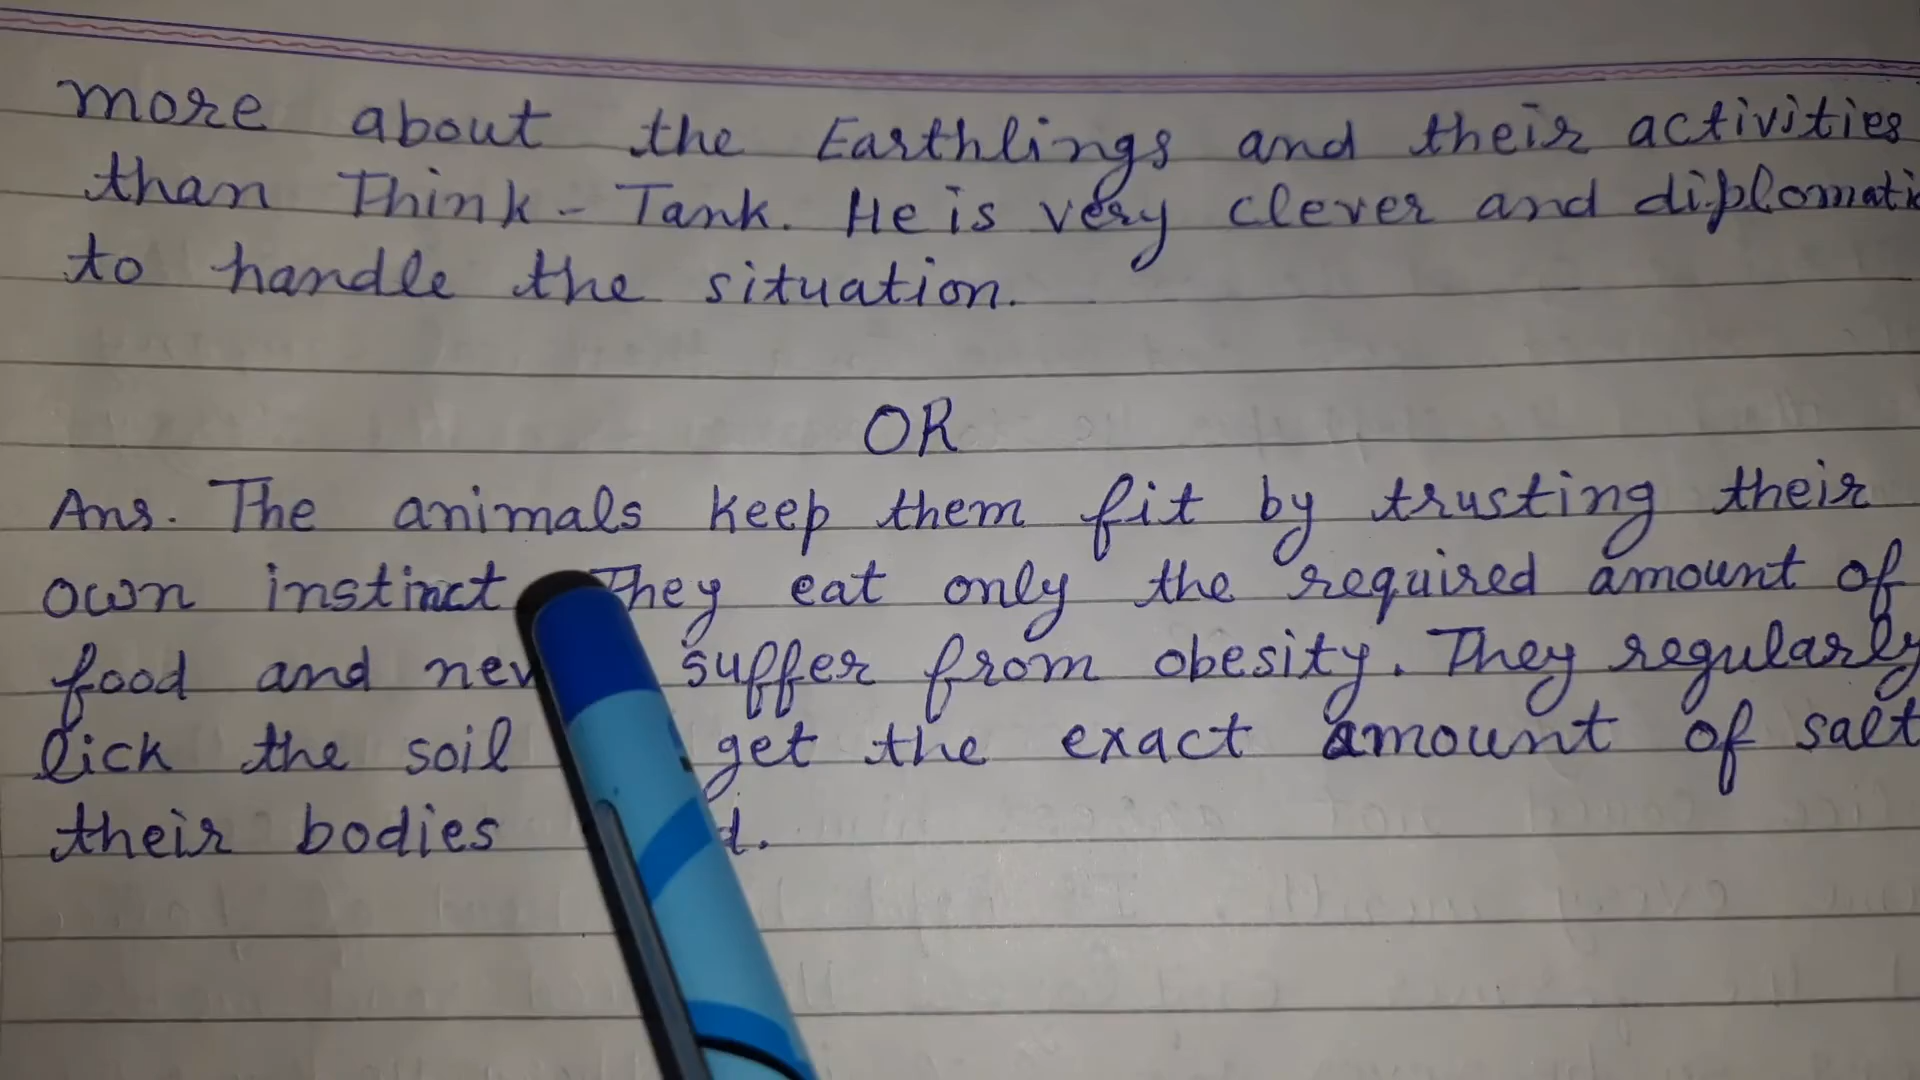 more about the Earthlings and their activities
than Think-Tank. He is very clever and diplomatic
to handle the situation.
OR
Ans. The animals keep them fit by trusting their
own instinct They eat only the required amount of
food and suffer from obesity. They regularly
lick the soil get the exact amount of salt
their bodies